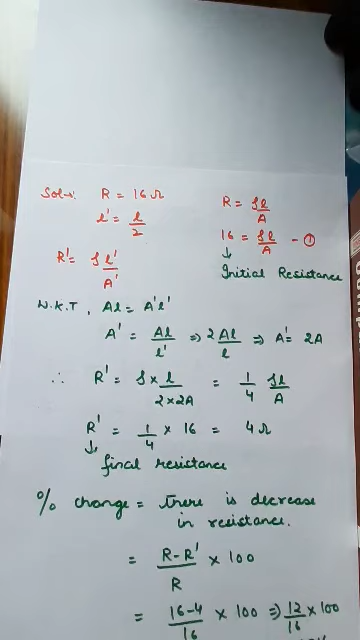 Sol→: R = 16 Ω
l' = l/2
R' = ρl'/A'
R = ρl/A
16 = ρl/A - ①
↓
Initial Resistance
W.K.T, Al = A'l'
A' = Al/l' ⇒ 2Al/l ⇒ A' = 2A
∴ R' = ρ × l/2×2A = 1/4 ρl/A
R' = 1/4 × 16 = 4 Ω
↓
final resistance
% change = there is decrease
in resistance.
= R-R'/R × 100
= 16-4/16 × 100 ⇒ 12/16 × 100